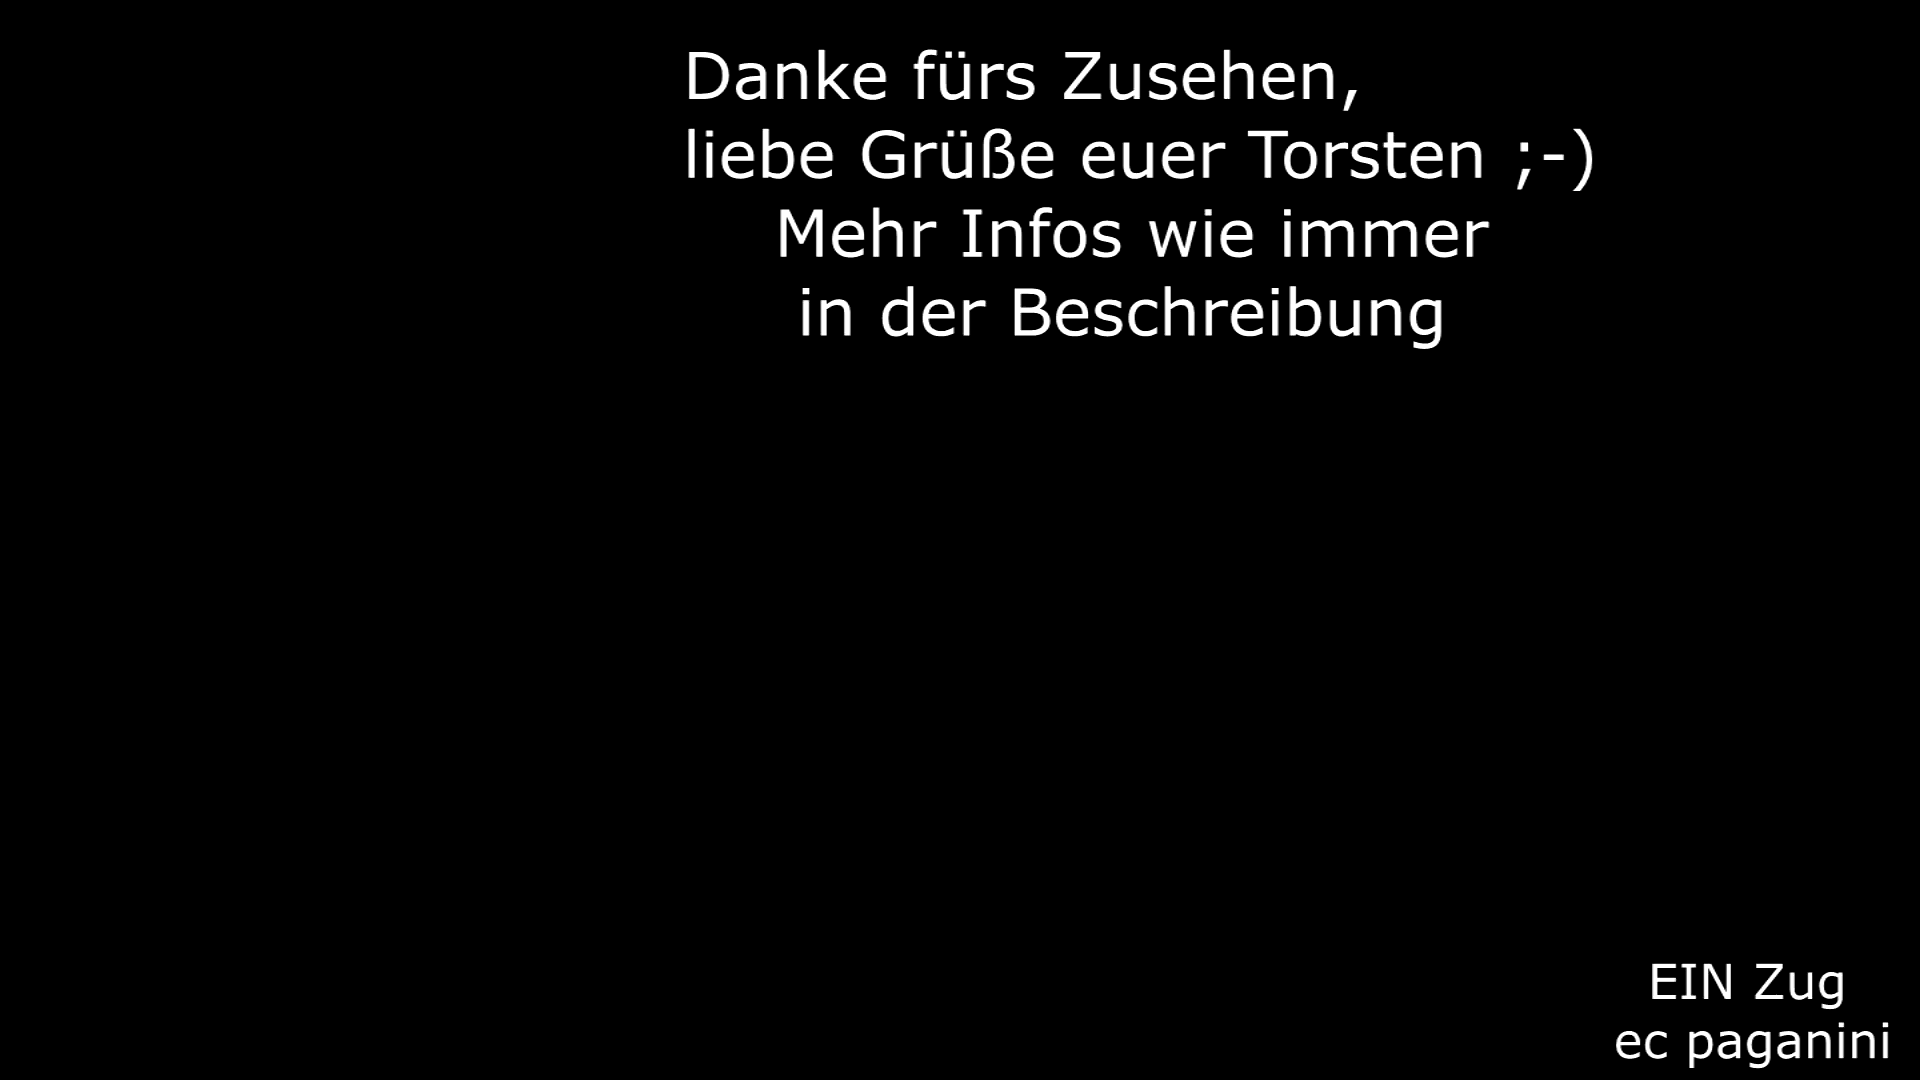 Danke fürs Zusehen,
liebe Grüße euer Torsten ;-)
Mehr Infos wie immer
in der Beschreibung
EIN Zug
ec paganini